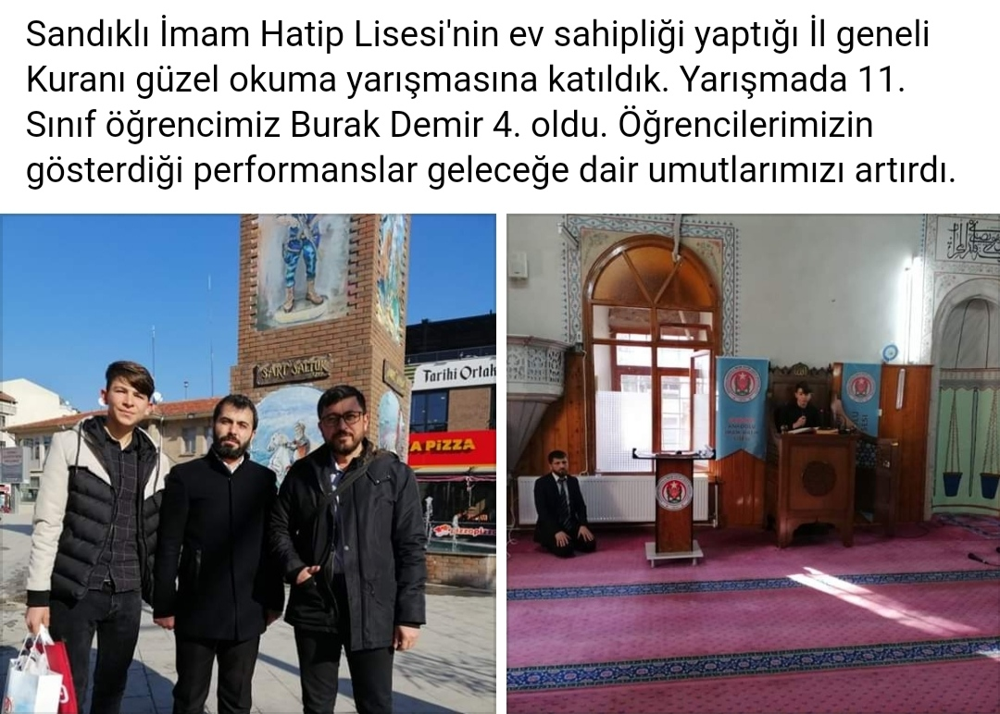 Sandıklı İmam Hatip Lisesi'nin ev sahipliği yaptığı İl geneli
Kuranı güzel okuma yarışmasına katıldık. Yarışmada 11.
Sınıf öğrencimiz Burak Demir 4. oldu. Öğrencilerimizin
gösterdiği performanslar geleceğe dair umutlarımızı artırdı.
SARI SALTUK
Tarihi Ortak
A PiZZA
ANADOLU